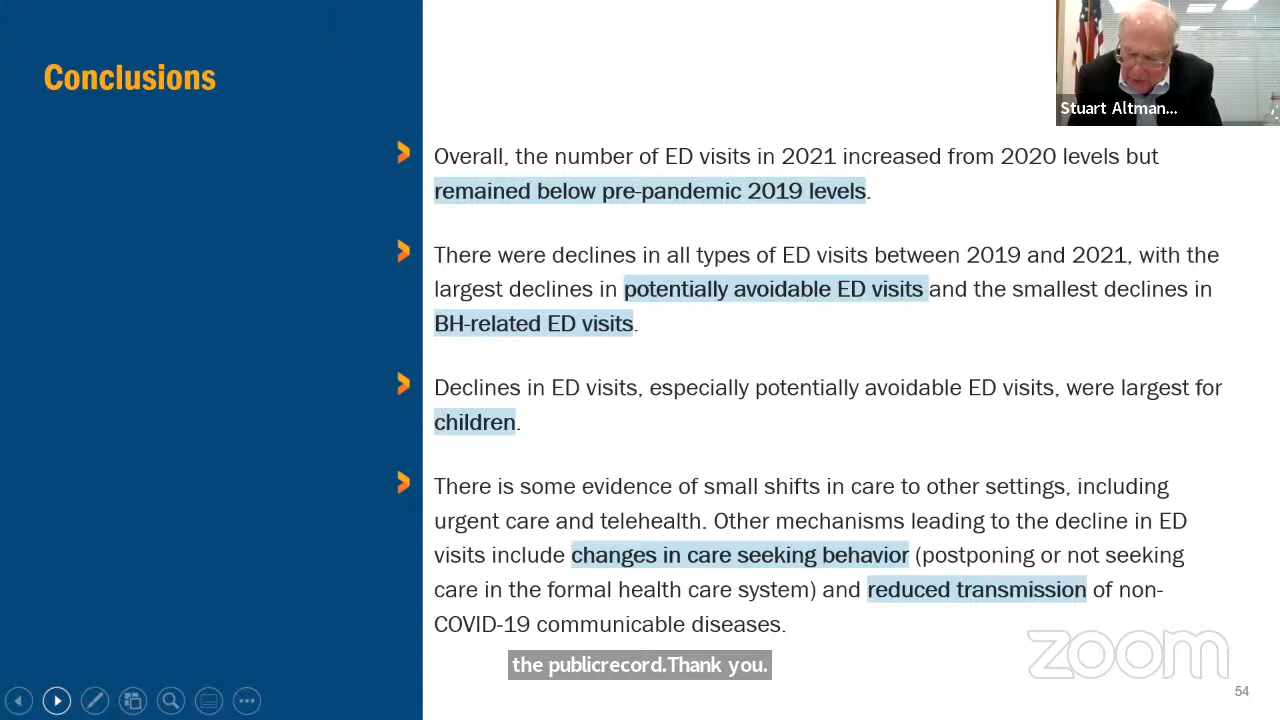 Conclusions
Stuart Altman...
Overall, the number of ED visits in 2021 increased from 2020 levels but
remained below pre-pandemic 2019 levels.
There were declines in all types of ED visits between 2019 and 2021, with the
largest declines in potentially avoidable ED visits and the smallest declines in
BH-related ED visits.
Declines in ED visits, especially potentially avoidable ED visits, were largest for
children.
There is some evidence of small shifts in care to other settings, including
urgent care and telehealth. Other mechanisms leading to the decline in ED
visits include changes in care seeking behavior (postponing or not seeking
care in the formal health care system) and reduced transmission of non-
COVID-19 communicable diseases.
zoom
the publicrecord.Thank you.
54